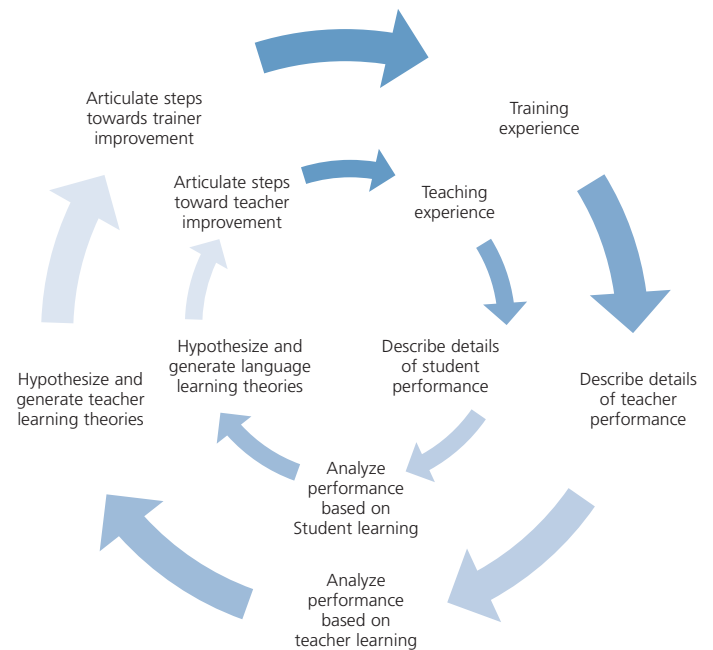 Articulate steps
towards trainer
improvement
Training
experience
Articulate steps
toward teacher
improvement
Teaching
experience
Hypothesize and
generate language
learning theories
Describe details
of student
performance
Hypothesize and
generate teacher
learning theories
Describe details
of teacher
performance
Analyze
performance
based on
Student learning
Analyze
performance
based on
teacher learning